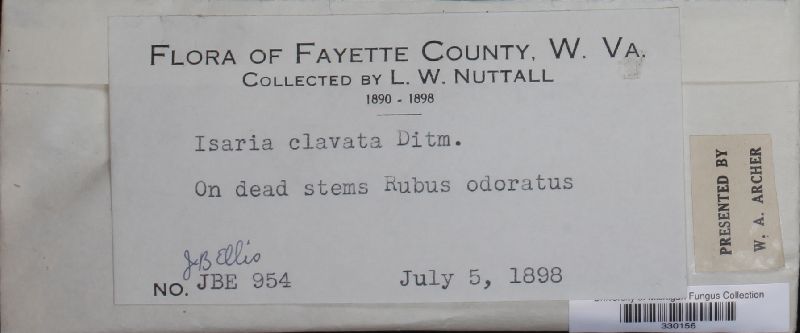 FLORA OF FAYETTE COUNTY, W. VA.
COLLECTED BY L. W. NUTTALL
1890 - 1898
Isaria clavata Ditm.
On dead stems Rubus odoratus
J B Ellis
NO. JBE 954 July 5, 1898
PRESENTED BY
W. A. ARCHER
University of Michigan Fungus Collection
330156